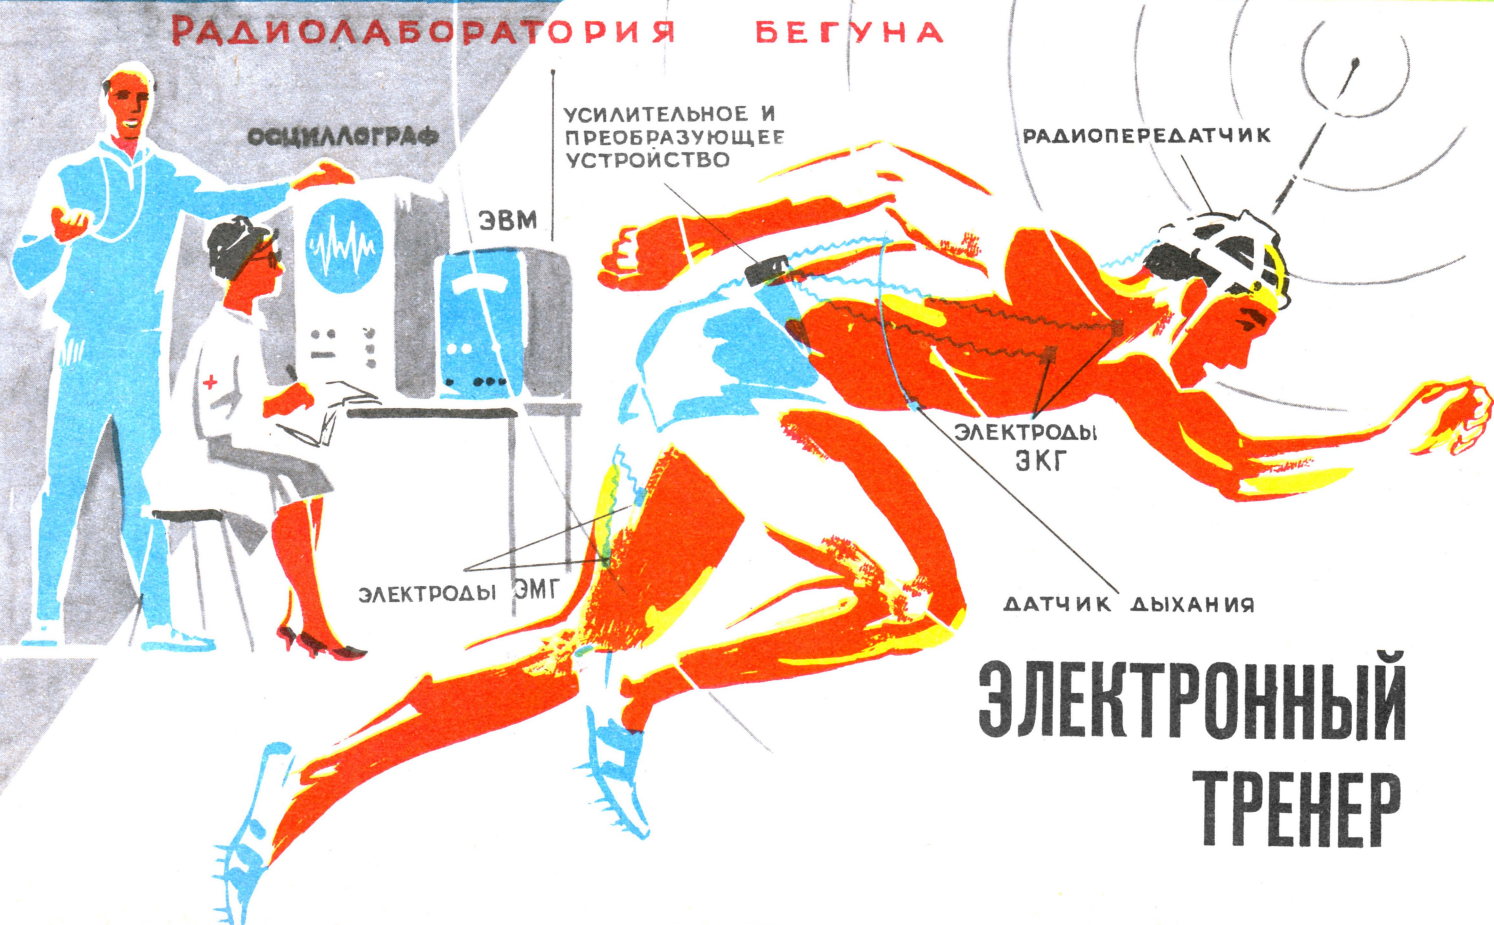 РАДИОЛАБОРАТОРИЯ БЕГУНА
ОСЦИЛЛОГРАФ
ЭВМ
УСИЛИТЕЛЬНОЕ И
ПРЕОБРАЗУЮЩЕЕ
УСТРОЙСТВО
РАДИОПЕРЕДАТЧИК
ЭЛЕКТРОДЫ
ЭКГ
ЭЛЕКТРОДЫ ЭМГ
ДАТЧИК ДЫХАНИЯ
ЭЛЕКТРОННЫЙ
ТРЕНЕР